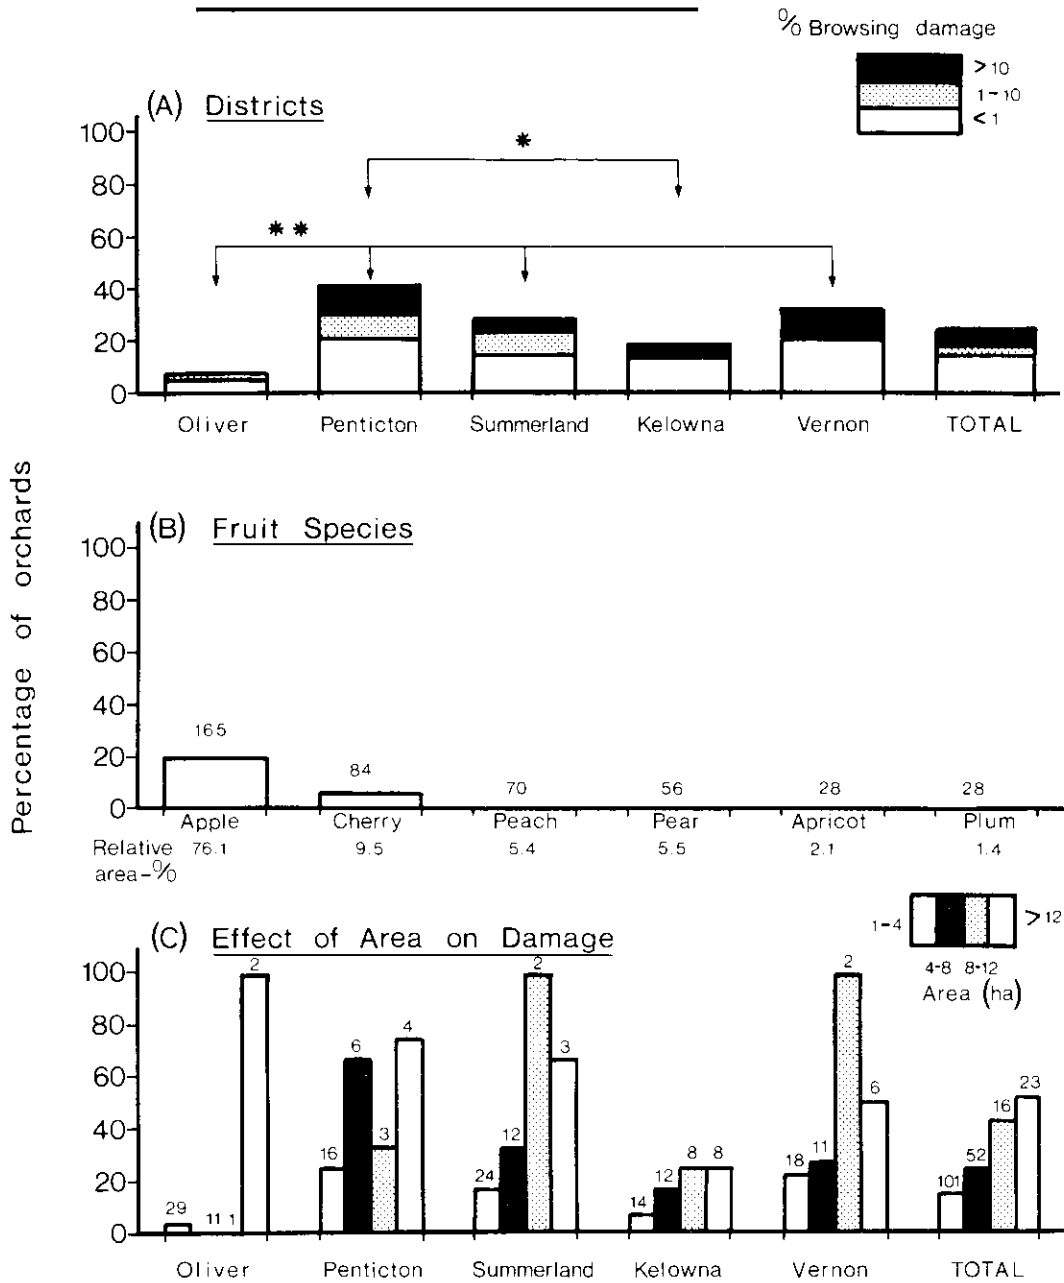 % Browsing damage
> 10
1-10
< 1
(A) Districts
100
80
60
40
20
0
*
**
Oliver Penticton Summerland Kelowna Vernon TOTAL
Percentage of orchards
(B) Fruit Species
100
80
60
40
20
0
165 84 70 56 28 28
Apple Cherry Peach Pear Apricot Plum
Relative area-% 76.1 9.5 5.4 5.5 2.1 1.4
1-4 > 12
4-8 8-12
Area (ha)
(C) Effect of Area on Damage
100
80
60
40
20
0
29 11 1 2
16 6 3 4
24 12 2 3
14 12 8 8
18 11 2 6
101 52 16 23
Oliver Penticton Summerland Kelowna Vernon TOTAL